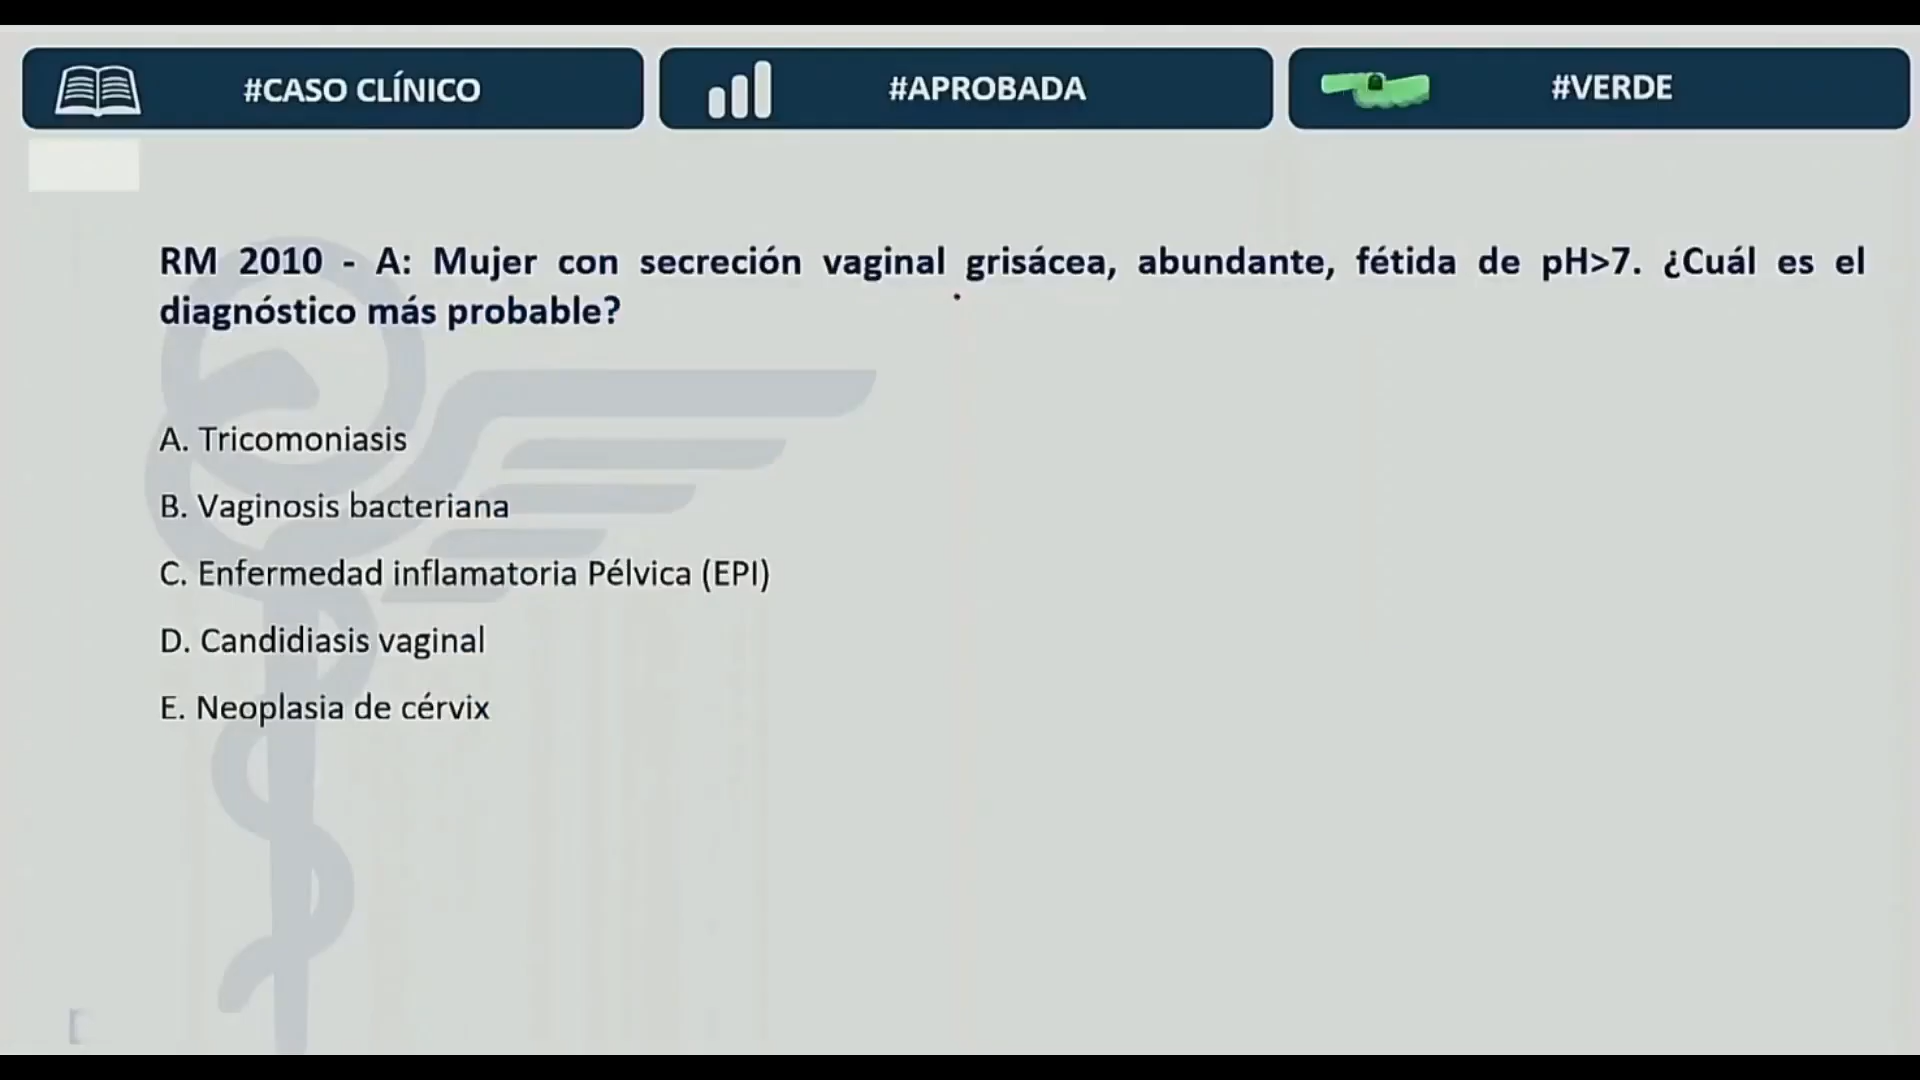 #CASO CLÍNICO
#APROBADA
#VERDE
RM 2010 - A: Mujer con secreción vaginal grisácea, abundante, fétida de pH>7. ¿Cuál es el
diagnóstico más probable?
A. Tricomoniasis
B. Vaginosis bacteriana
C. Enfermedad inflamatoria Pélvica (EPI)
D. Candidiasis vaginal
E. Neoplasia de cérvix